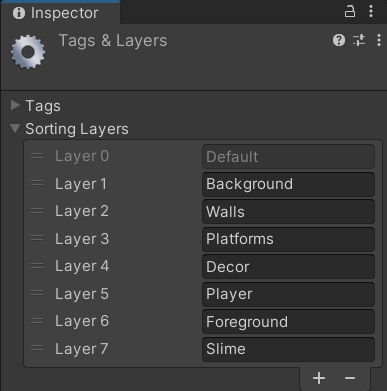 Inspector
Tags & Layers
Tags
Sorting Layers
Layer 0 Default
Layer 1 Background
Layer 2 Walls
Layer 3 Platforms
Layer 4 Decor
Layer 5 Player
Layer 6 Foreground
Layer 7 Slime